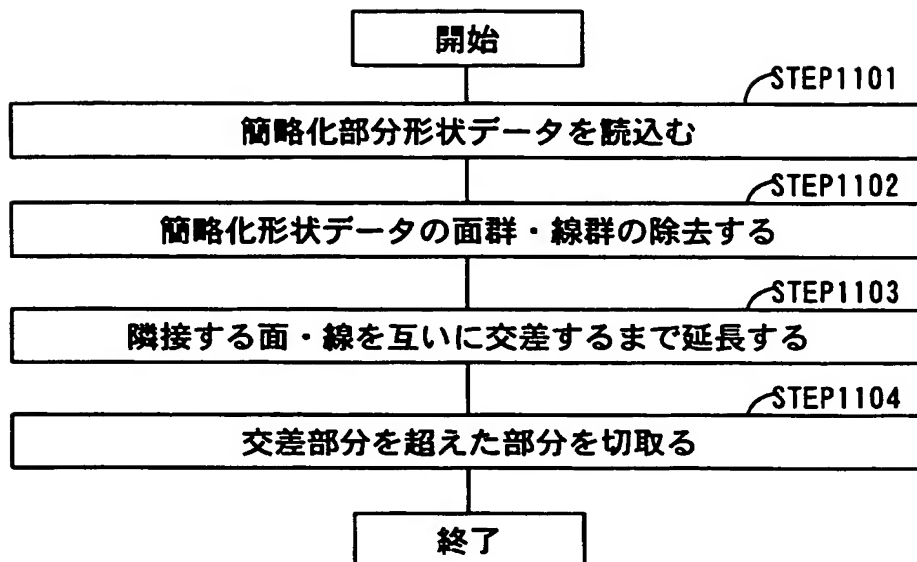 開始
STEP1101
簡略化部分形状データを読込む
STEP1102
簡略化形状データの面群・線群の除去する
STEP1103
隣接する面・線を互いに交差するまで延長する
STEP1104
交差部分を超えた部分を切取る
終了